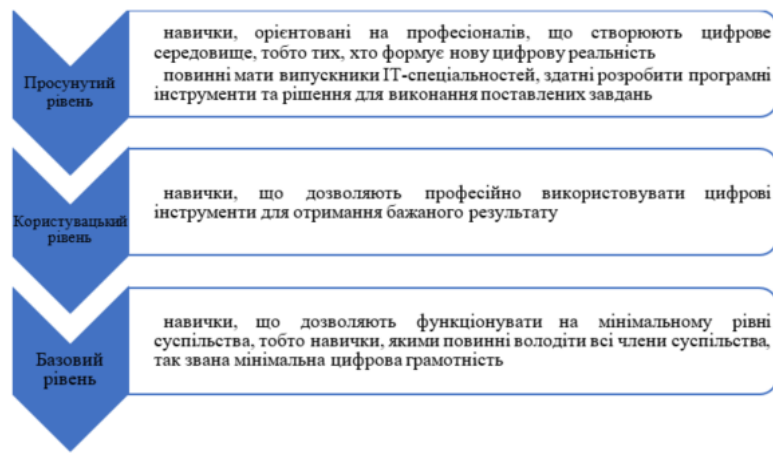 Просунутий
рівень
навички, орієнтовані на професіоналів, що створюють цифрове
середовище, тобто тих, хто формує нову цифрову реальність
повинні мати випускники ІТ-спеціальностей, здатні розробити програмні
інструменти та рішення для виконання поставлених завдань
Користувацький
рівень
навички, що дозволяють професійно використовувати цифрові
інструменти для отримання бажаного результату
Базовий
рівень
навички, що дозволяють функціонувати на мінімальному рівні
суспільства, тобто навички, якими повинні володіти всі члени суспільства,
так звана мінімальна цифрова грамотність